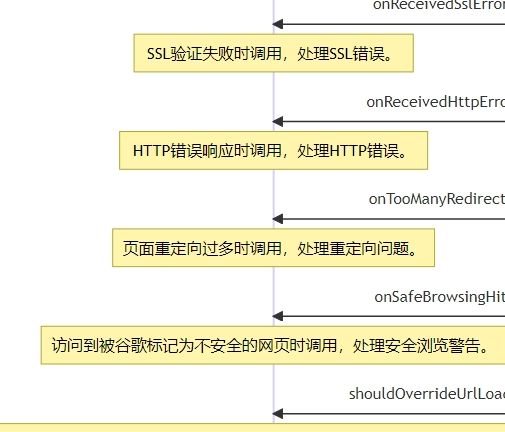 onReceivedSslError
SSL验证失败时调用，处理SSL错误。
onReceivedHttpErro
HTTP错误响应时调用，处理HTTP错误。
onTooManyRedirect
页面重定向过多时调用，处理重定向问题。
onSafeBrowsingHit
访问到被谷歌标记为不安全的网页时调用，处理安全浏览警告。
shouldOverrideUrlLoad